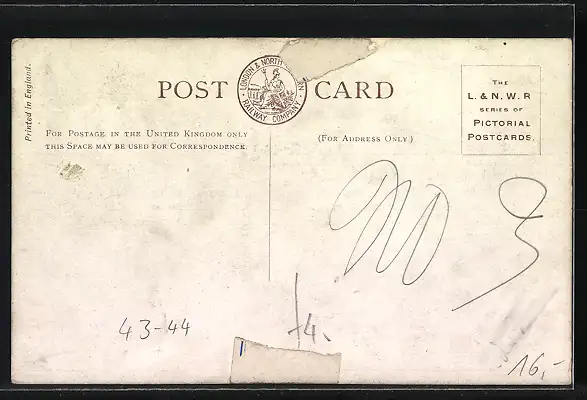 Printed in England.
POST CARD
LONDON & NORTH WESTERN RAILWAY COMPANY
THE
L. & N. W. R
SERIES OF
PICTORIAL
POSTCARDS.
FOR POSTAGE IN THE UNITED KINGDOM ONLY
THIS SPACE MAY BE USED FOR CORRESPONDENCE.
(FOR ADDRESS ONLY)
43-44
4.
16,-